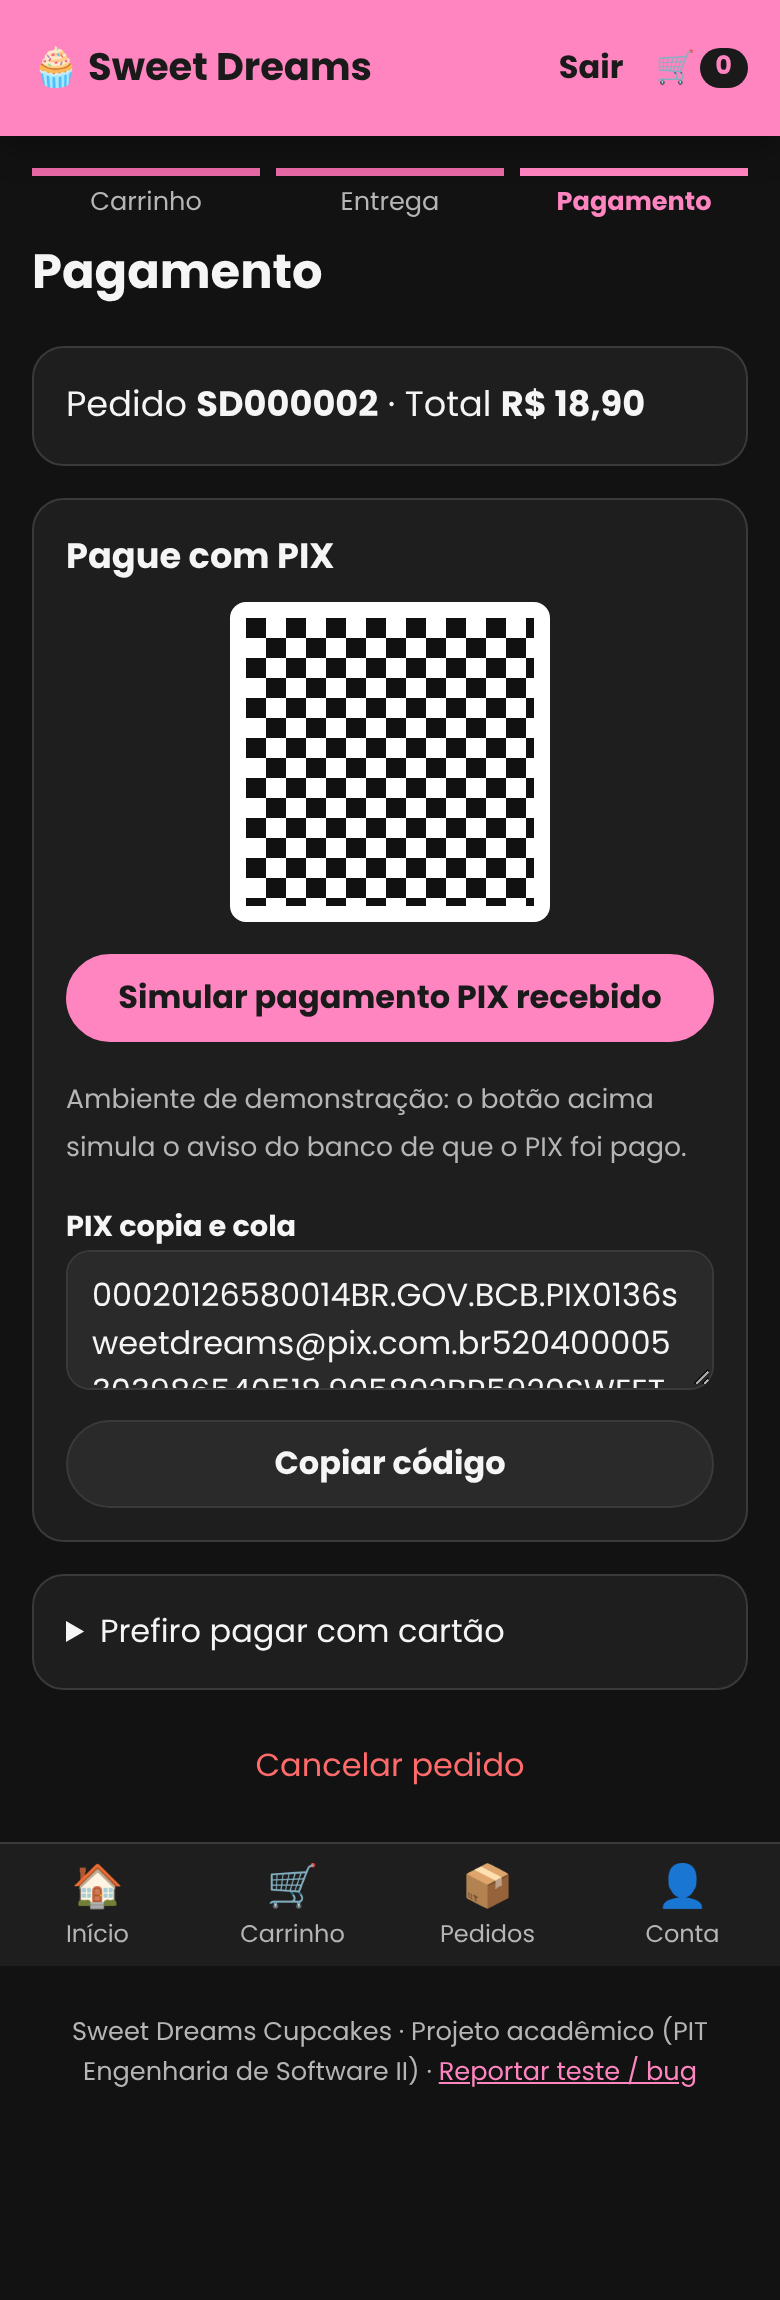 Sweet Dreams
Sair
0
Carrinho
Entrega
Pagamento
Pagamento
Pedido SD000002 · Total R$ 18,90
Pague com PIX
Simular pagamento PIX recebido
Ambiente de demonstração: o botão acima
simula o aviso do banco de que o PIX foi pago.
PIX copia e cola
00020126580014BR.GOV.BCB.PIX0136s
weetdreams@pix.com.br520400005
Copiar código
Prefiro pagar com cartão
Cancelar pedido
Início
Carrinho
Pedidos
Conta
Sweet Dreams Cupcakes · Projeto acadêmico (PIT
Engenharia de Software II) · Reportar teste / bug